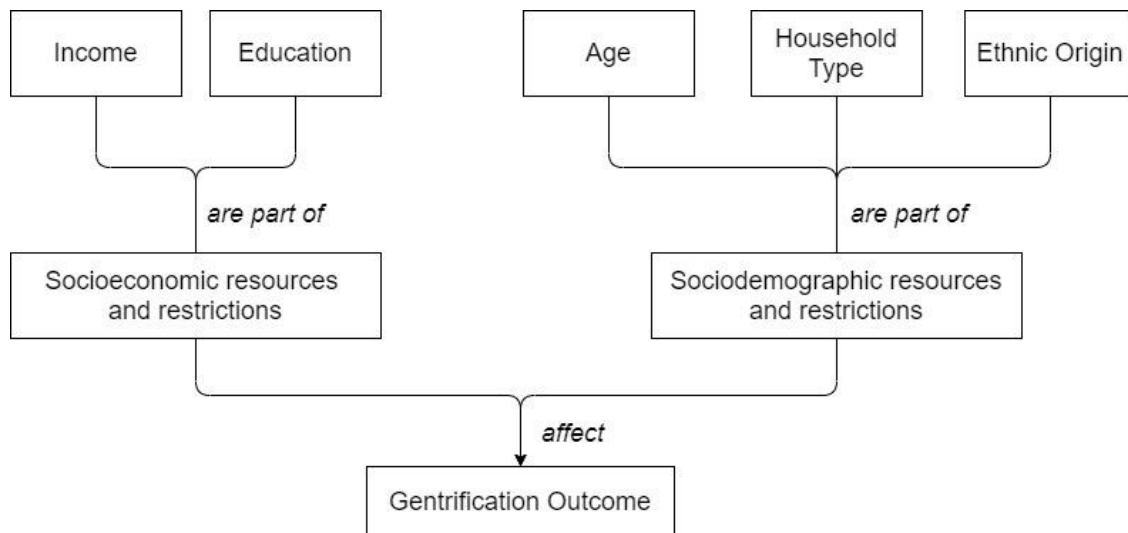 Income
Education
Age
Household
Type
Ethnic Origin
are part of
are part of
Socioeconomic resources
and restrictions
Sociodemographic resources
and restrictions
affect
Gentrification Outcome